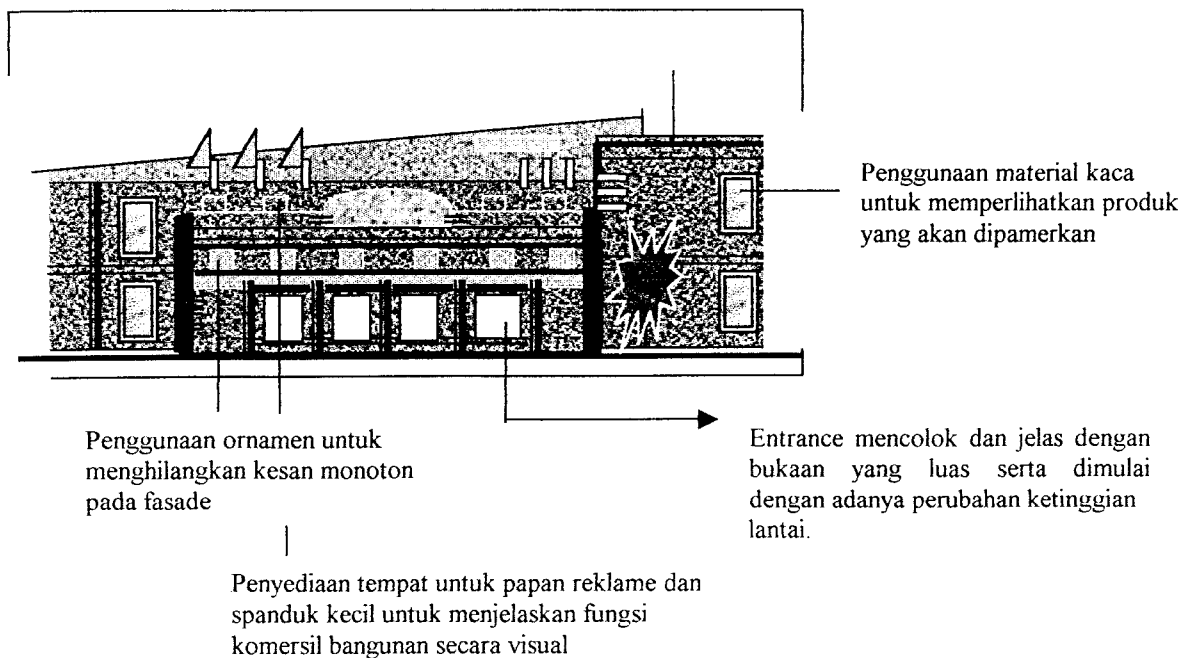 Penggunaan material kaca
untuk memperlihatkan produk
yang akan dipamerkan
Penggunaan ornamen untuk
menghilangkan kesan monoton
pada fasade
Entrance mencolok dan jelas dengan
bukaan yang luas serta dimulai
dengan adanya perubahan ketinggian
lantai.
Penyediaan tempat untuk papan reklame dan
spanduk kecil untuk menjelaskan fungsi
komersil bangunan secara visual